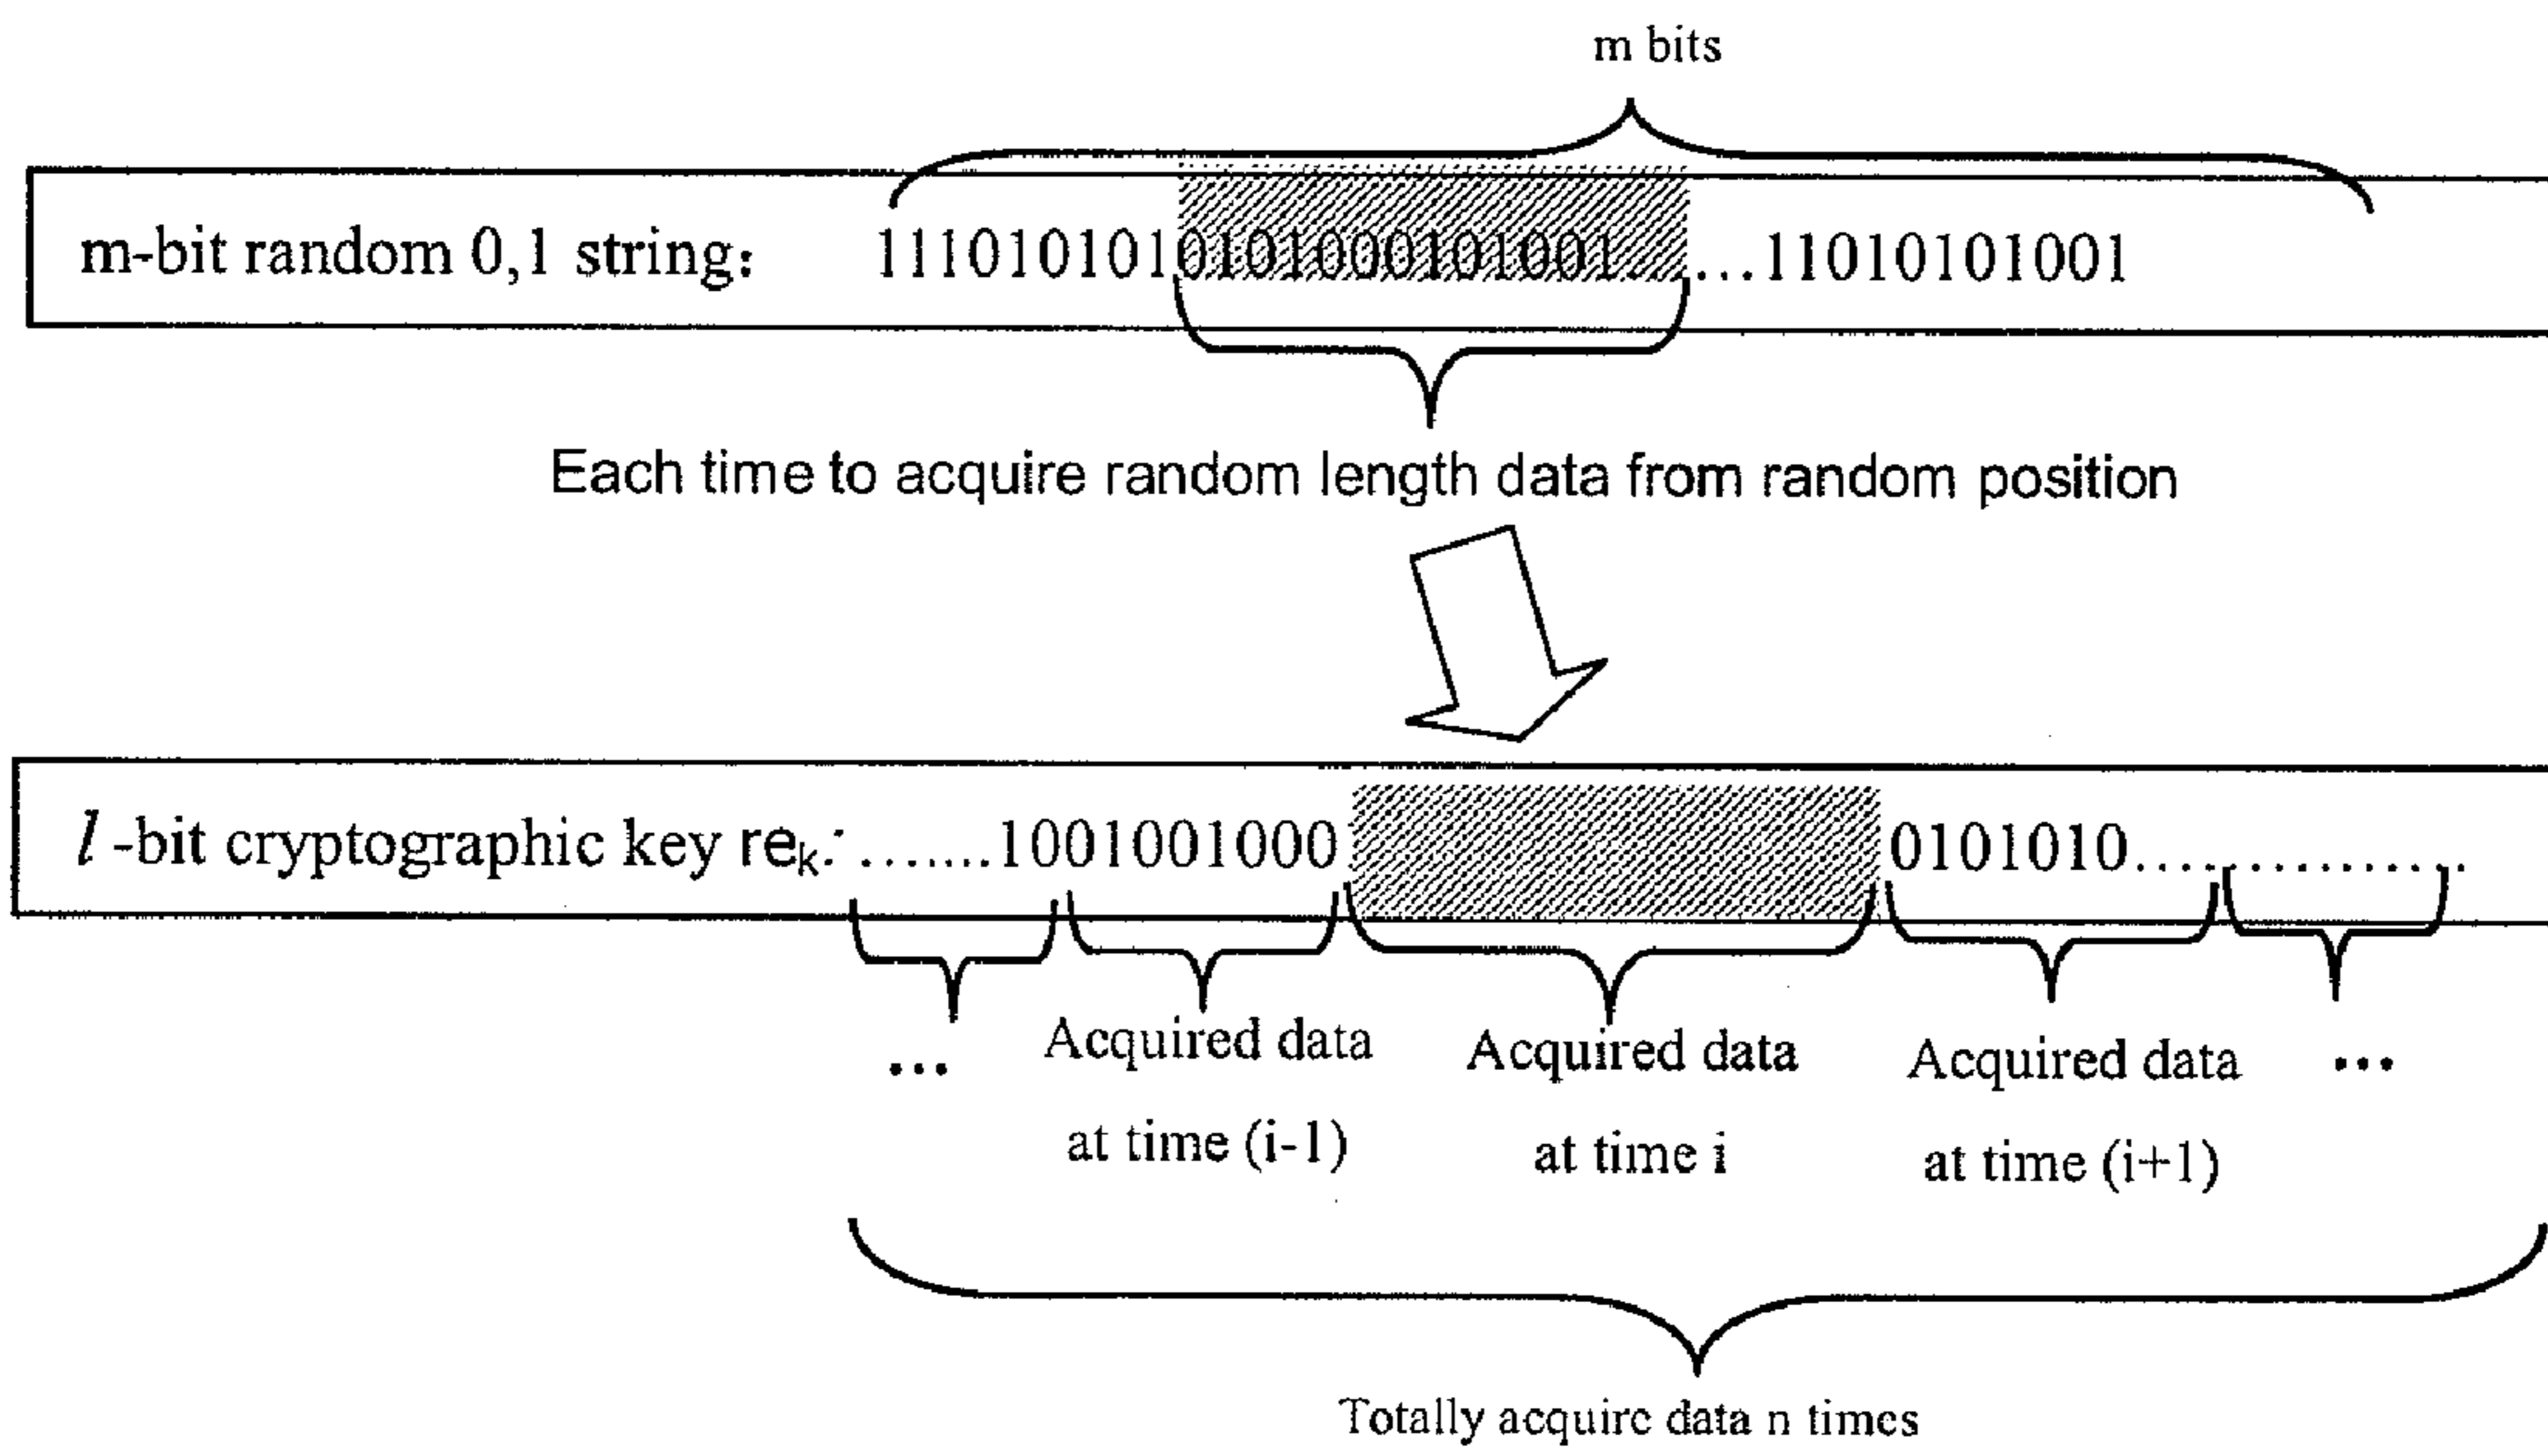 m bits
m-bit random 0,1 string: 1110101010101000101001......11010101001
Each time to acquire random length data from random position
l -bit cryptographic key reₖ: .......1001001000 0101010..................
... Acquired data at time (i-1)
Acquired data at time i
Acquired data at time (i+1)
...
Totally acquire data n times